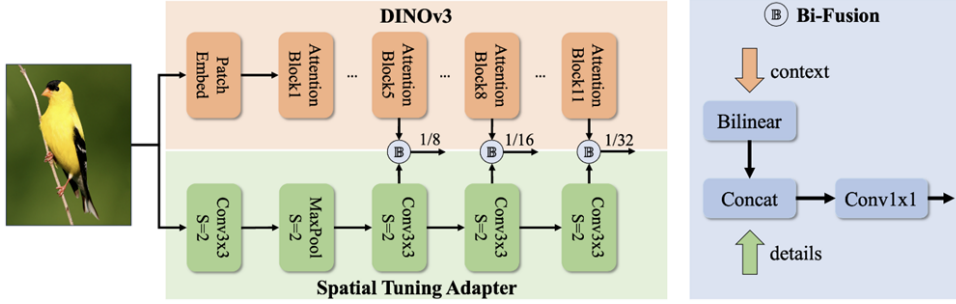 DINOv3
Patch
Embed
Attention
Block1
...
Attention
Block5
...
Attention
Block8
...
Attention
Block11
B
1/8
B
1/16
B
1/32
Conv3x3
S=2
MaxPool
S=2
Conv3x3
S=2
Conv3x3
S=2
Conv3x3
S=2
Spatial Tuning Adapter
B Bi-Fusion
context
Bilinear
Concat
Conv1x1
details